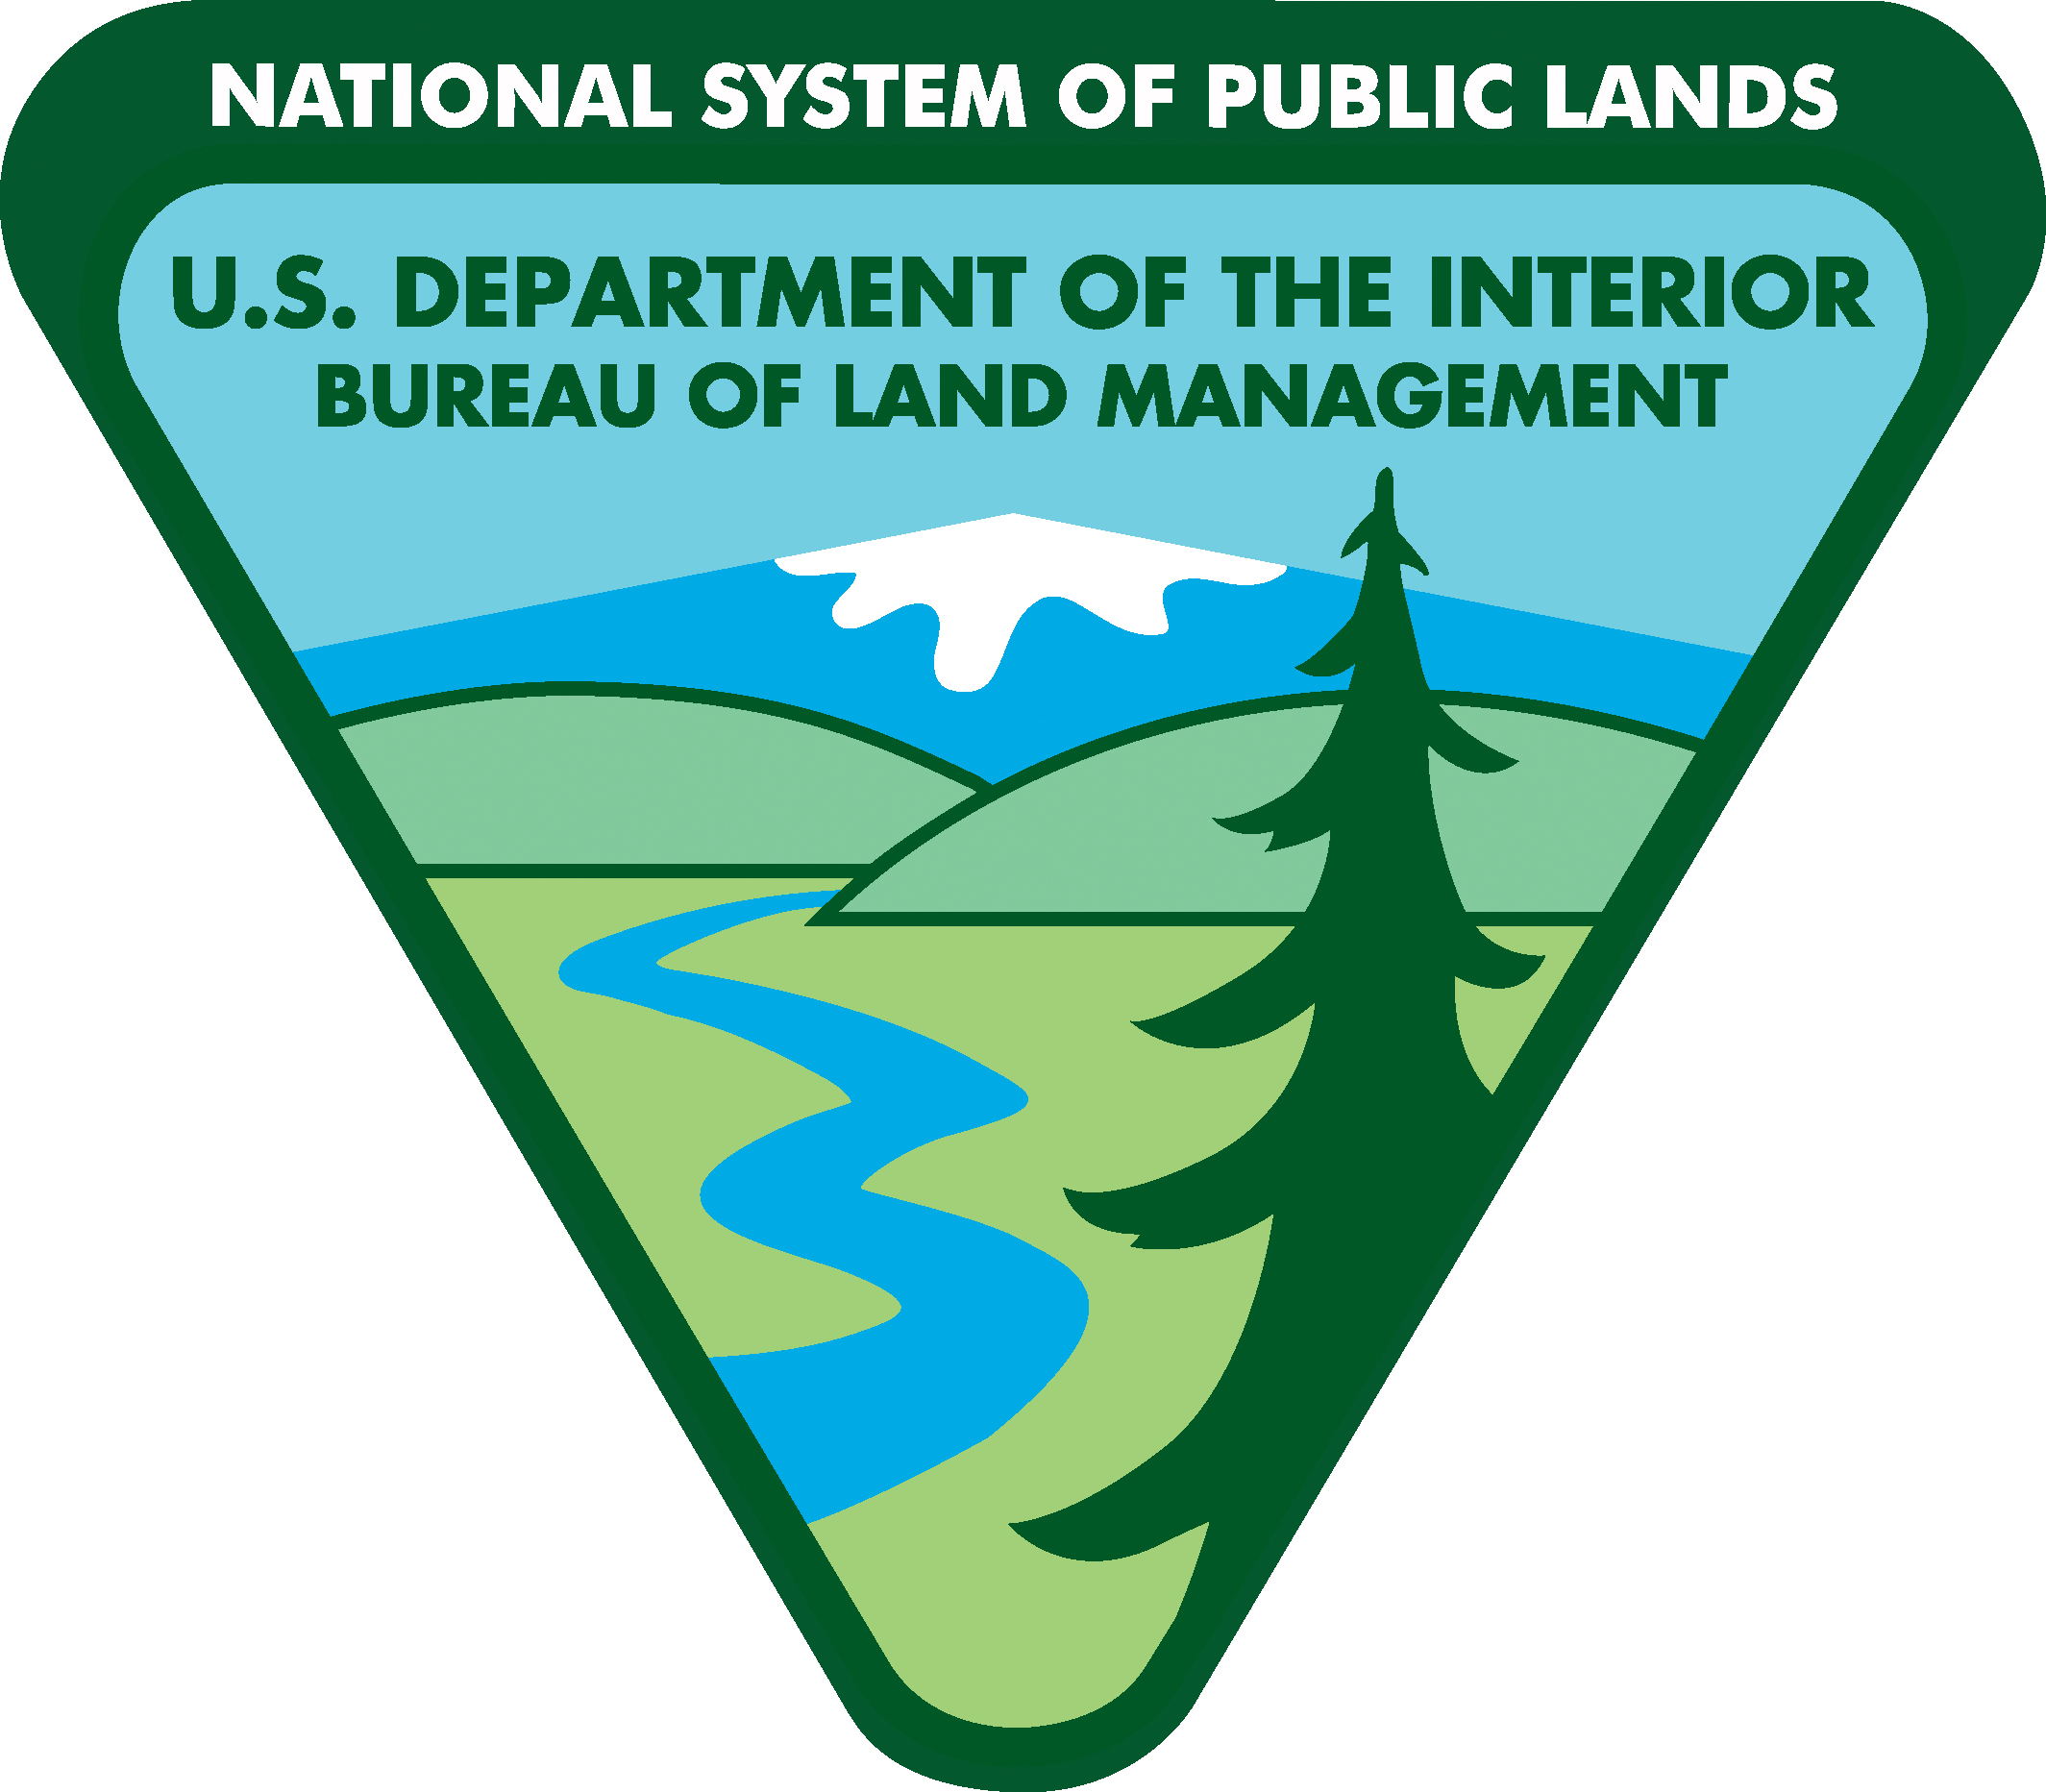 NATIONAL SYSTEM OF PUBLIC LANDS
U.S. DEPARTMENT OF THE INTERIOR
BUREAU OF LAND MANAGEMENT